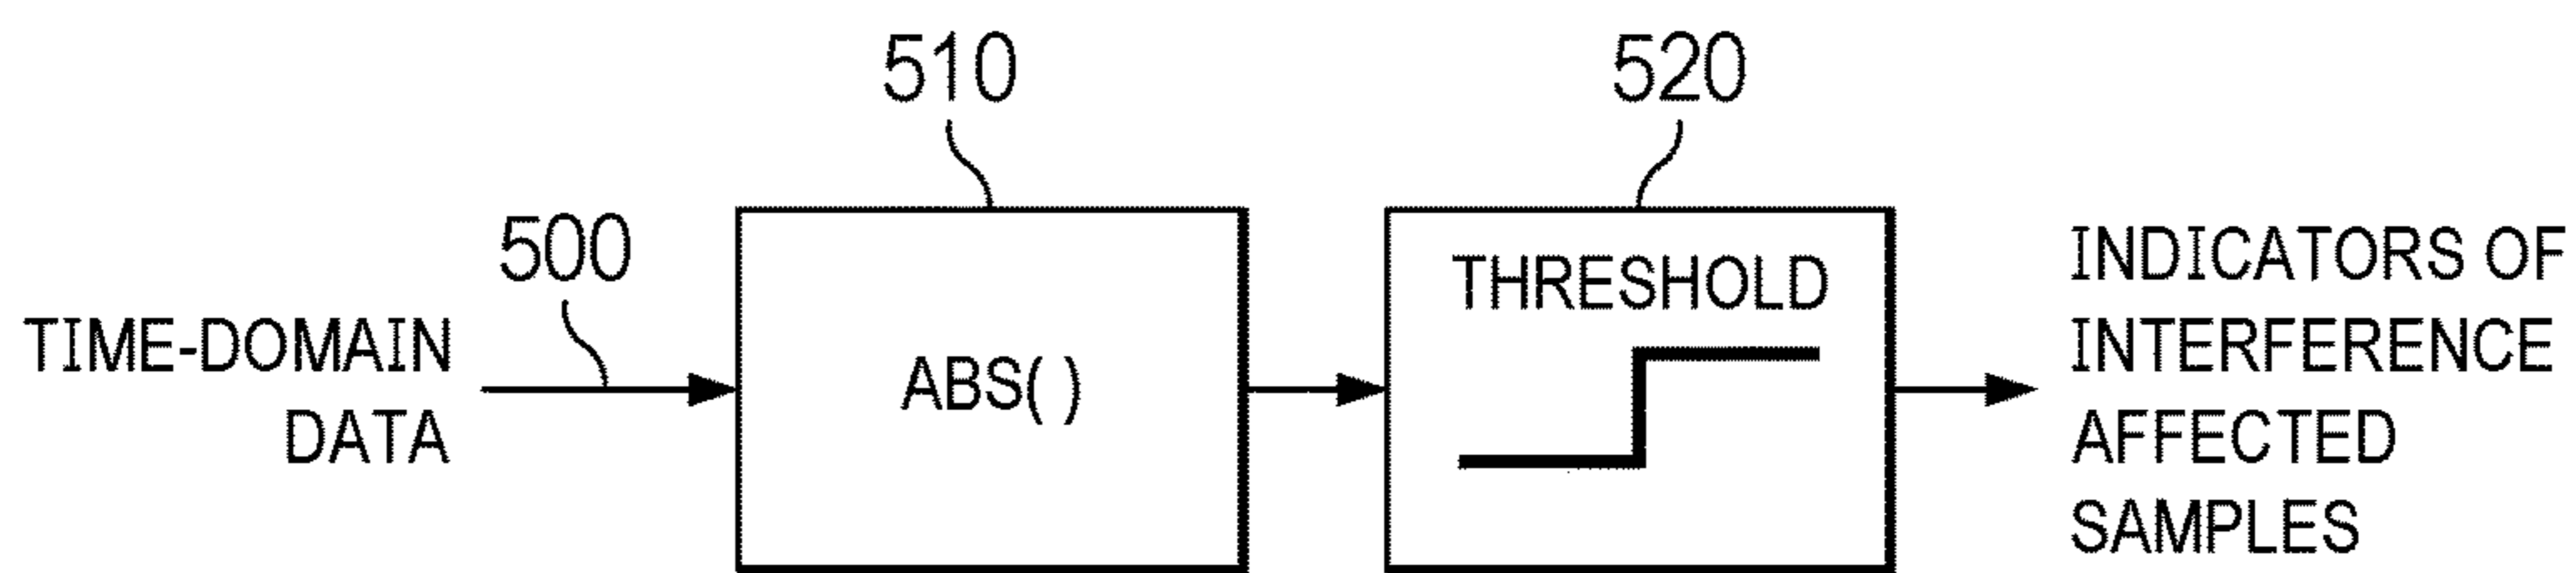 510
520
500
TIME-DOMAIN
DATA
ABS( )
THRESHOLD
INDICATORS OF
INTERFERENCE
AFFECTED
SAMPLES